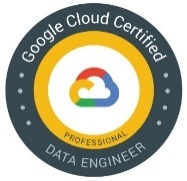 Google Cloud Certified
PROFESSIONAL
DATA ENGINEER